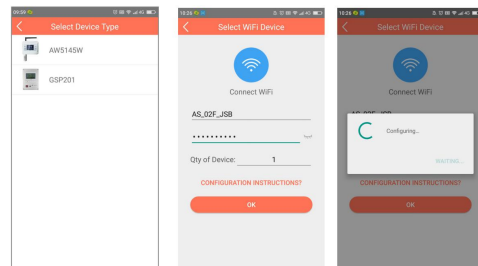 09:59
Select Device Type
AW5145W
GSP201
10:26
Select WiFi Device
Connect WiFi
AS_02F_JSB
••••••••••
Qty of Device: 1
CONFIGURATION INSTRUCTIONS?
OK
10:26
Select WiFi Device
Connect WiFi
Configuring...
WAITING...
CONFIGURATION INSTRUCTIONS?
OK